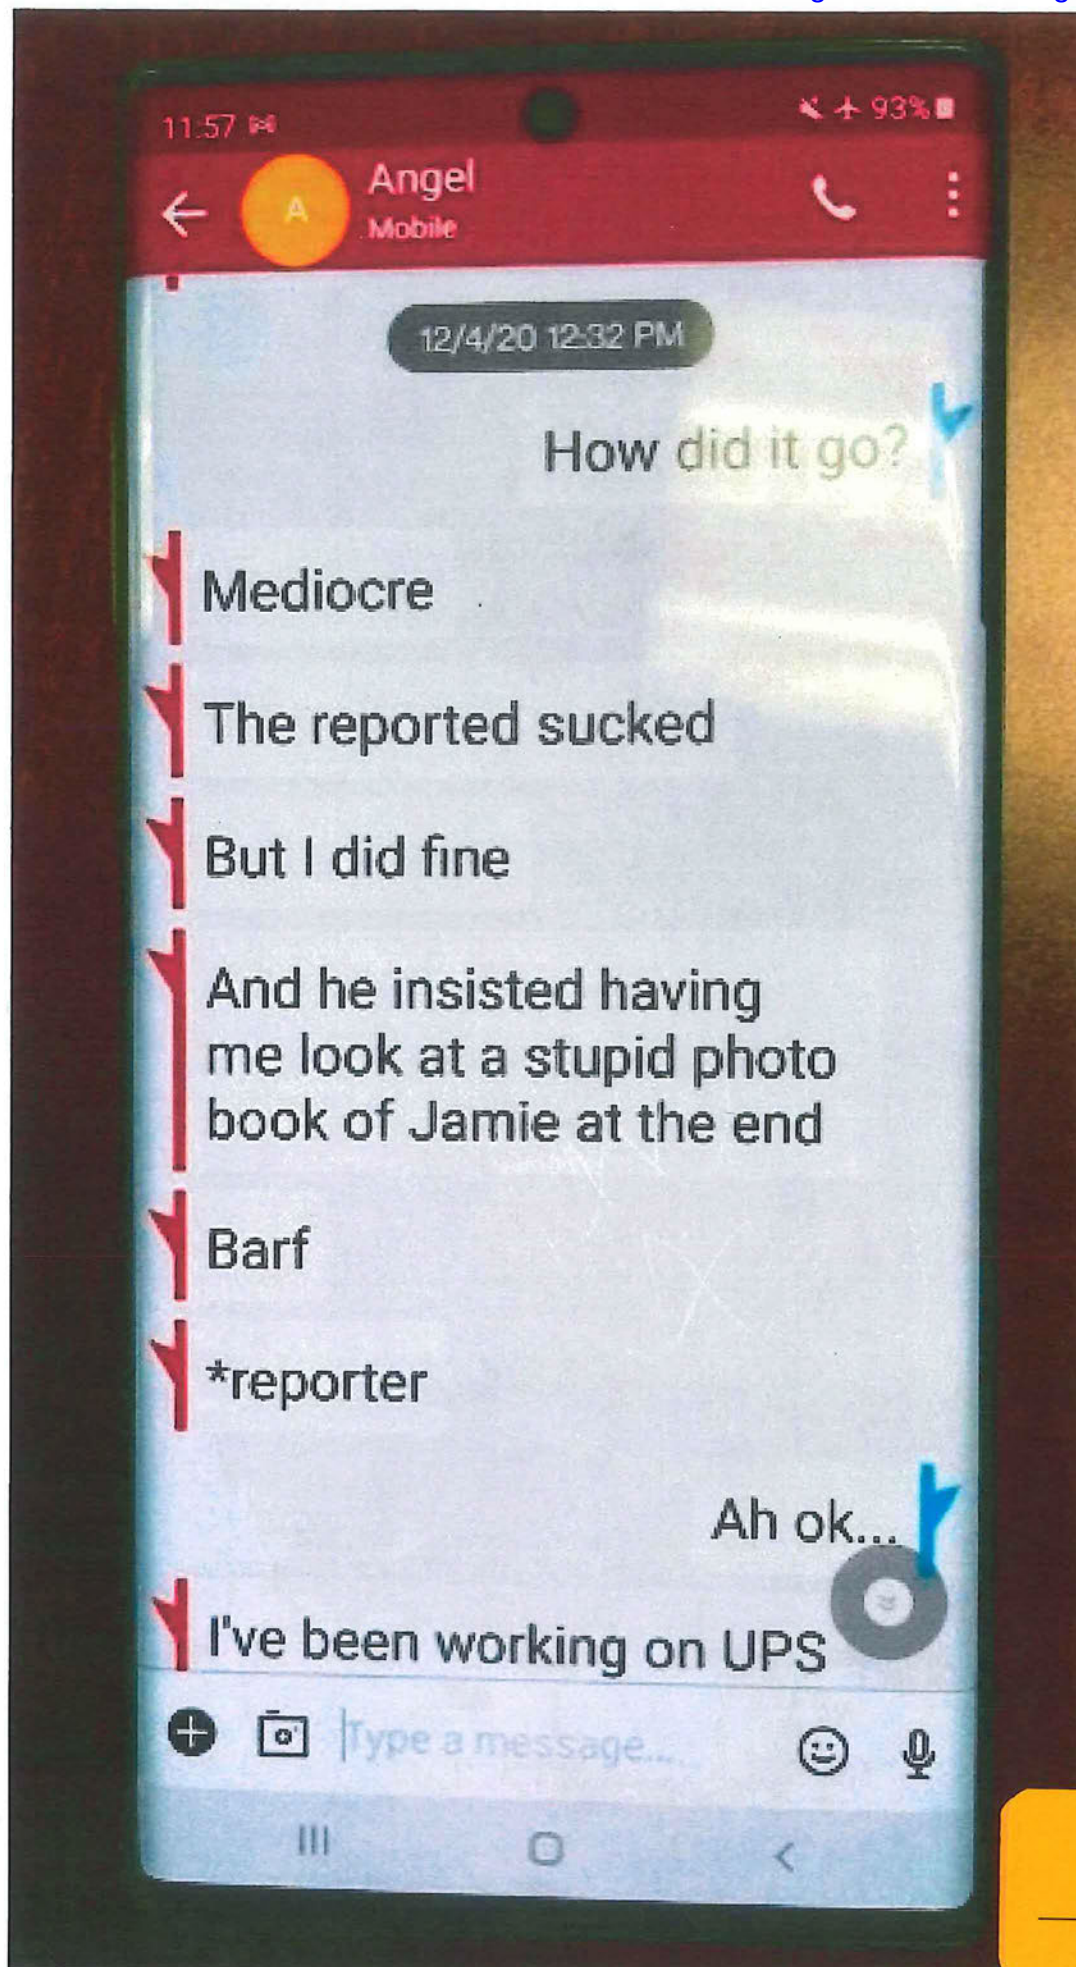 11:57
93%
A
Angel
Mobile
12/4/20 12:32 PM
How did it go?
Mediocre
The reported sucked
But I did fine
And he insisted having
me look at a stupid photo
book of Jamie at the end
Barf
*reporter
Ah ok...
I've been working on UPS
Type a message...